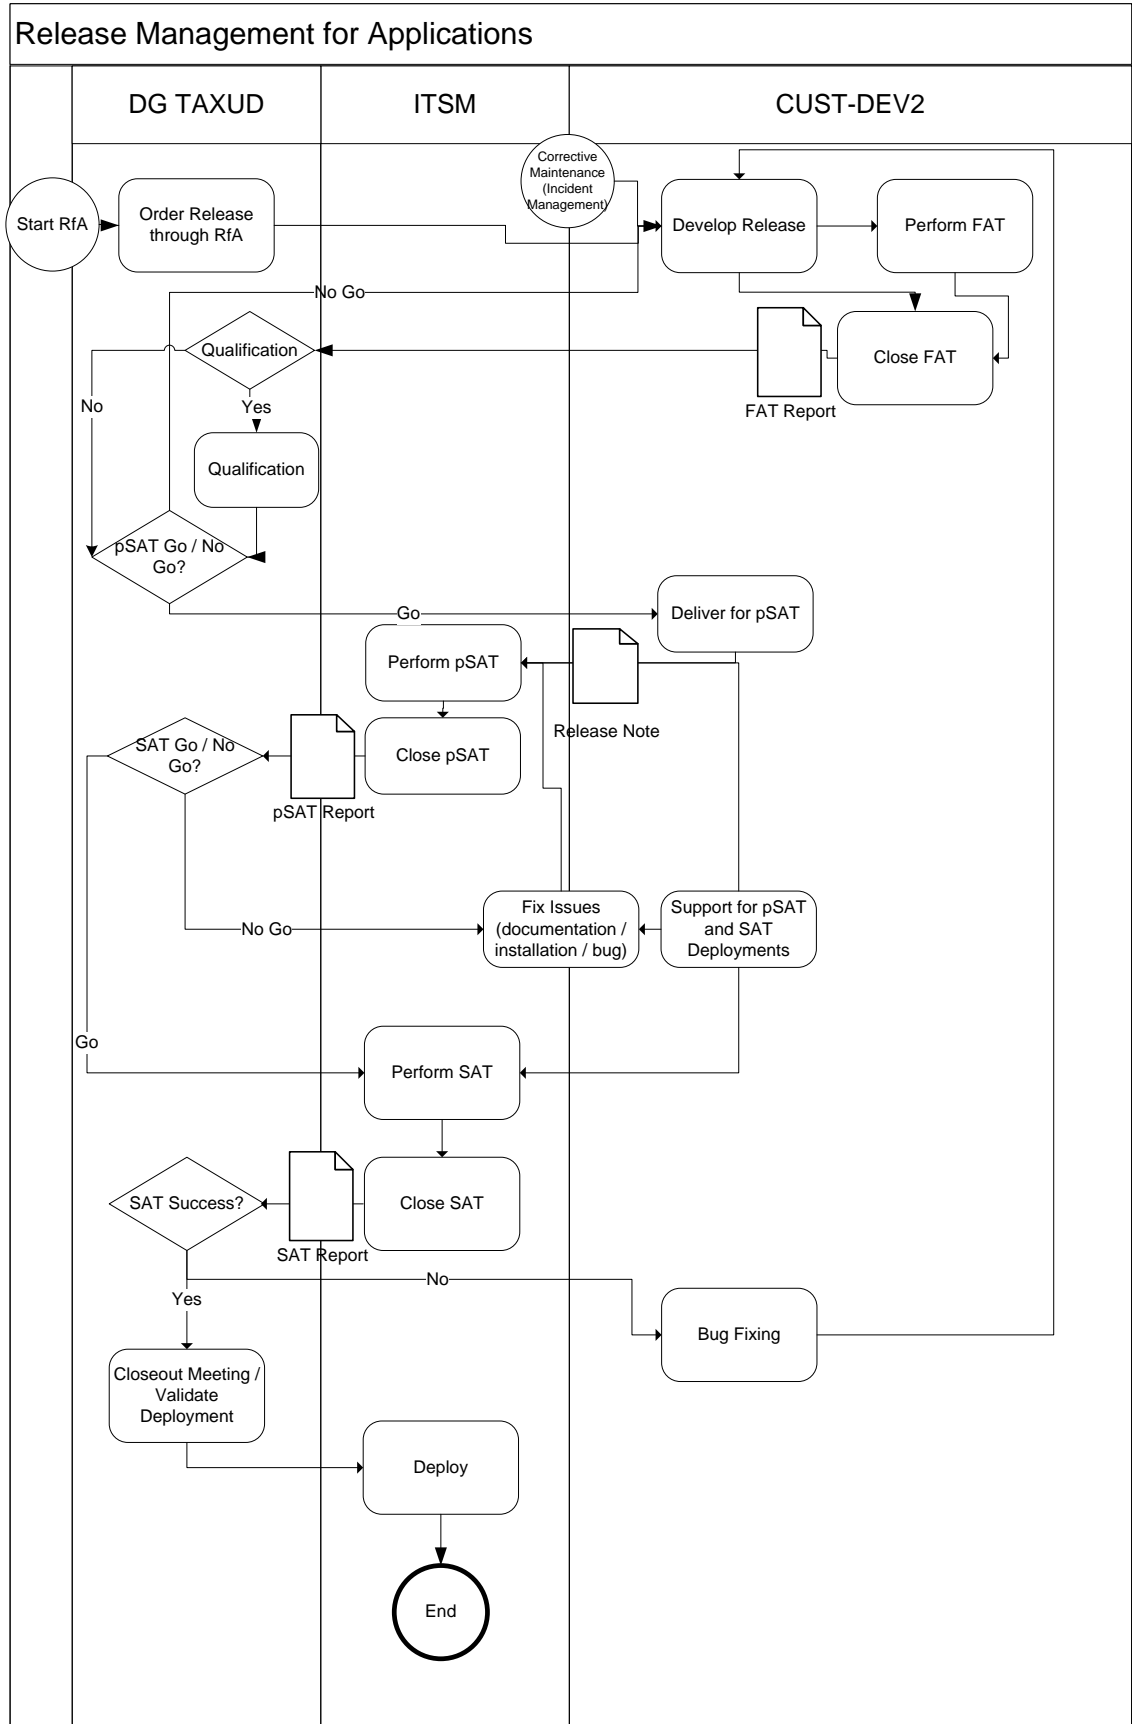 Release Management for Applications
DG TAXUD
ITSM
CUST-DEV2
Corrective
Maintenance
(Incident
Management)
Start RfA
Order Release
through RfA
Develop Release
Perform FAT
No Go
Qualification
Close FAT
No
Yes
FAT Report
Qualification
pSAT Go / No
Go?
Go
Deliver for pSAT
Perform pSAT
Release Note
SAT Go / No
Go?
Close pSAT
pSAT Report
Fix Issues
(documentation /
installation / bug)
Support for pSAT
and SAT
Deployments
No Go
Go
Perform SAT
SAT Success?
Close SAT
SAT Report
No
Yes
Bug Fixing
Closeout Meeting /
Validate
Deployment
Deploy
End